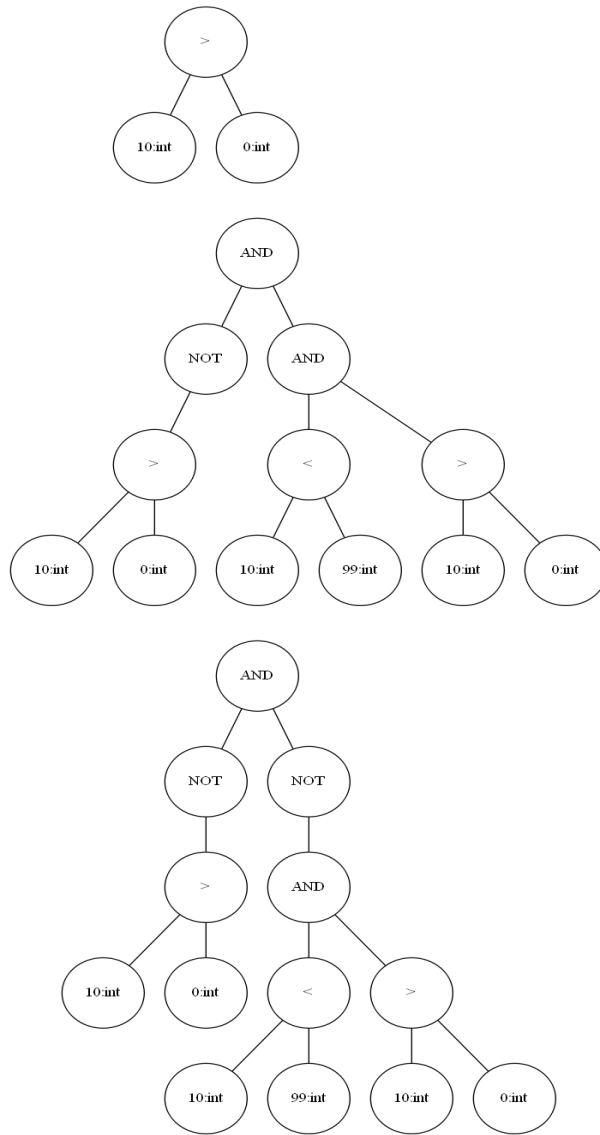 >
10:int 0:int
AND
NOT AND
> < >
10:int 0:int 10:int 99:int 10:int 0:int
AND
NOT NOT
> AND
10:int 0:int < >
10:int 99:int 10:int 0:int